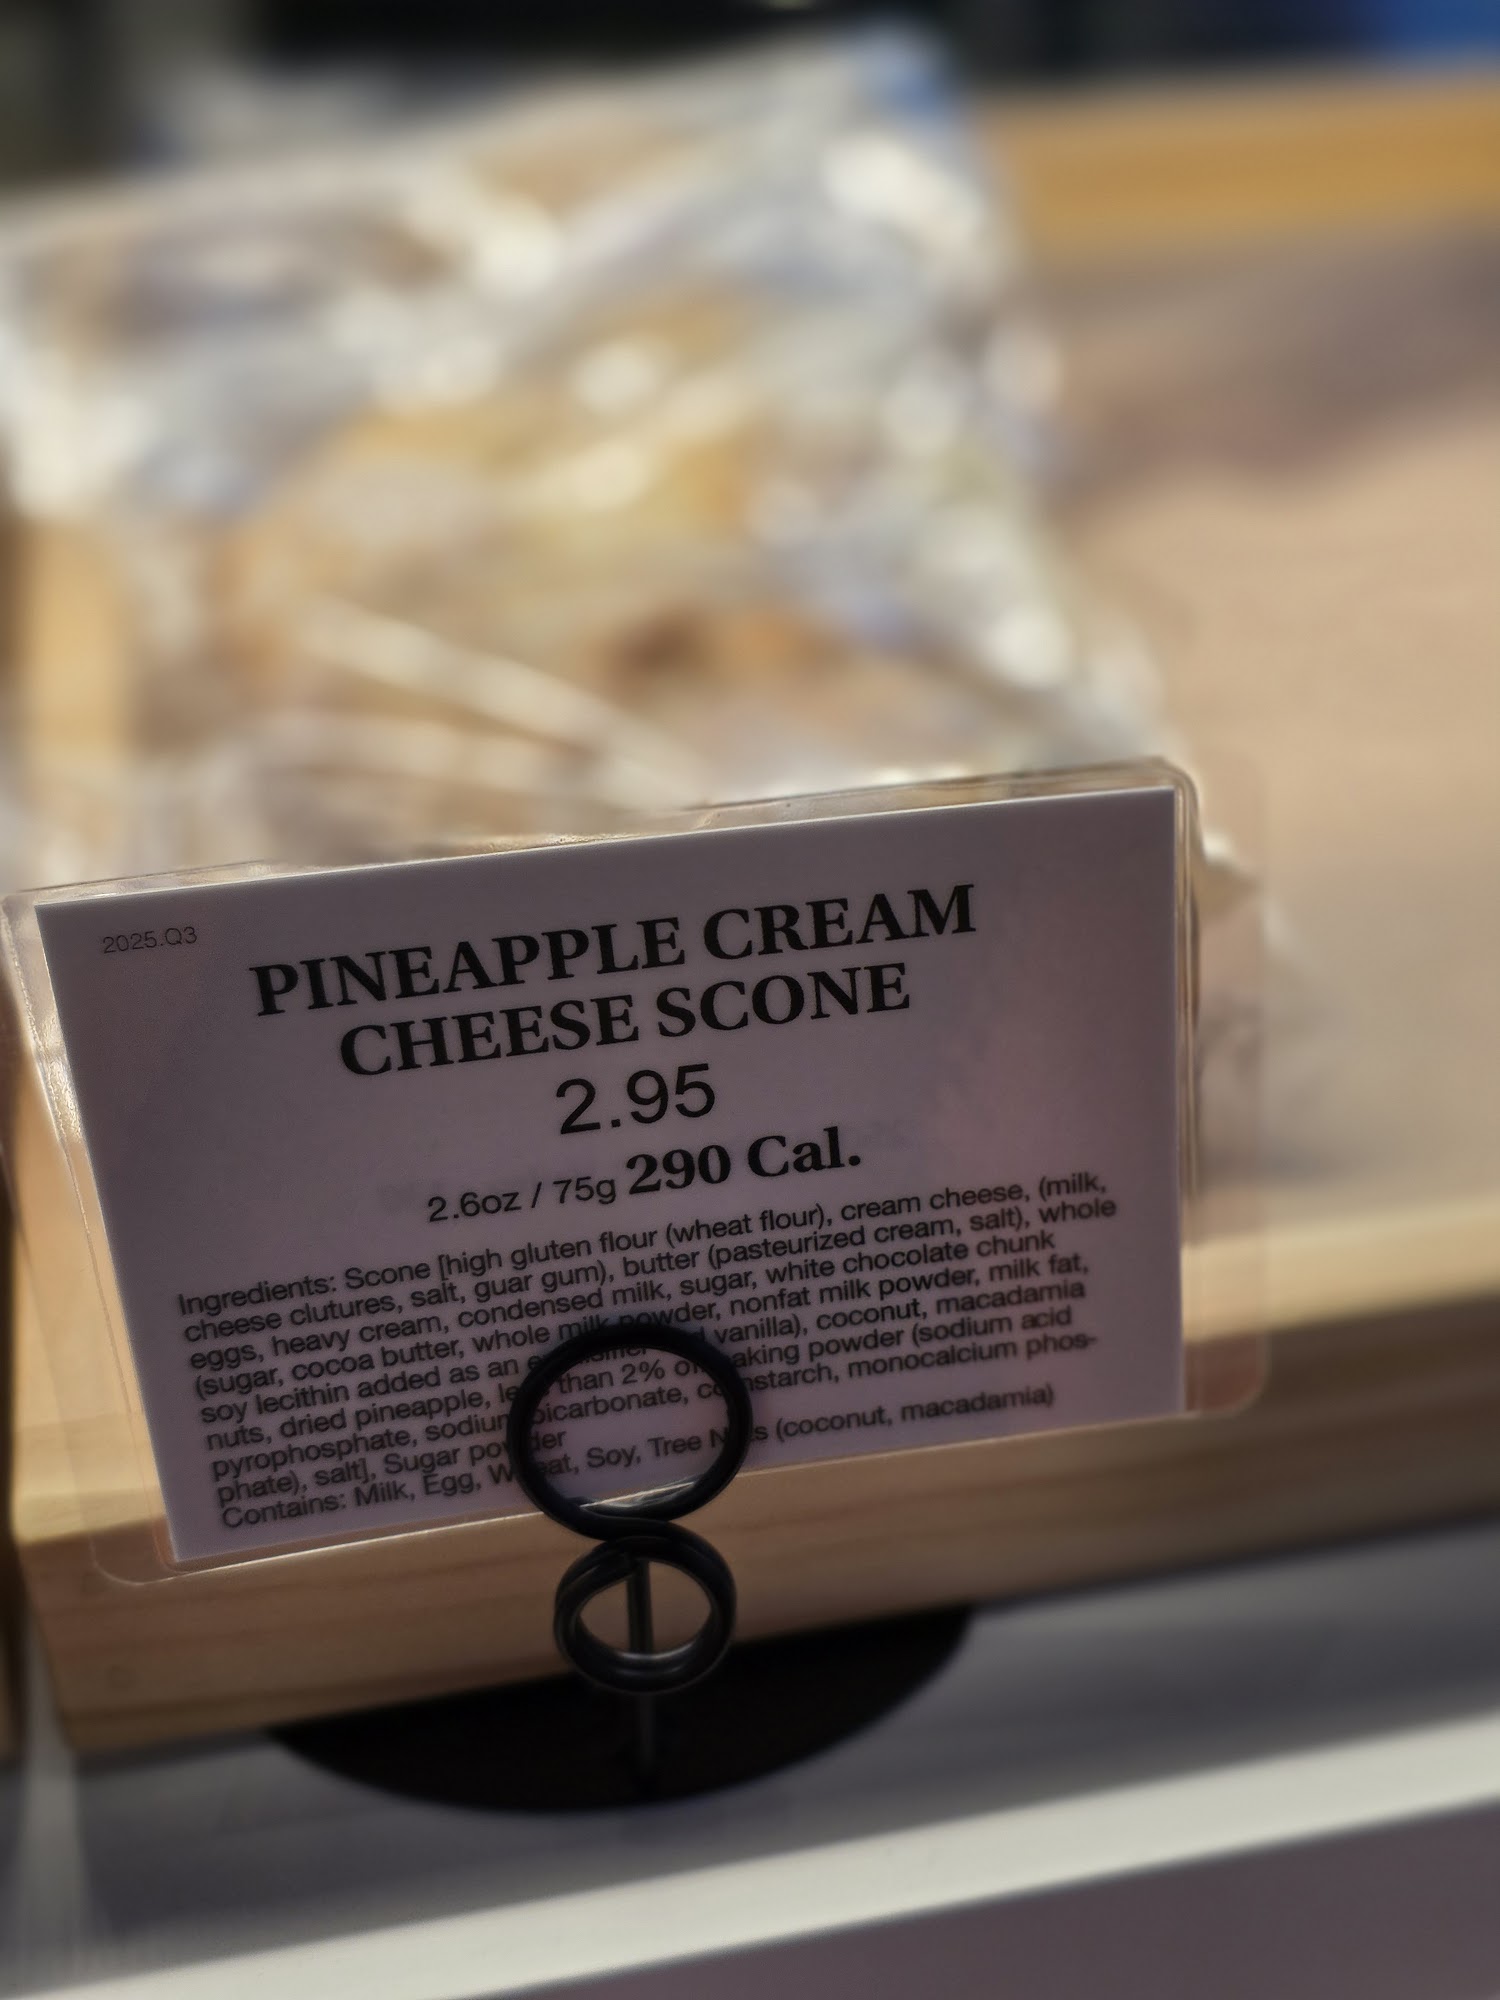 2025.Q3
PINEAPPLE CREAM
CHEESE SCONE
2.95
2.6oz / 75g 290 Cal.
Ingredients: Scone [high gluten flour (wheat flour), cream cheese, (milk,
cheese clutures, salt, guar gum), butter (pasteurized cream, salt), whole
eggs, heavy cream, condensed milk, sugar, white chocolate chunk
(sugar, cocoa butter, whole milk powder, nonfat milk powder, milk fat,
soy lecithin added as an vanilla), coconut, macadamia
nuts, dried pineapple, less than 2% of baking powder (sodium acid
pyrophosphate, sodium bicarbonate, cornstarch, monocalcium phos-
phate), salt], Sugar powder
Contains: Milk, Egg, Wheat, Soy, Tree Nuts (coconut, macadamia)